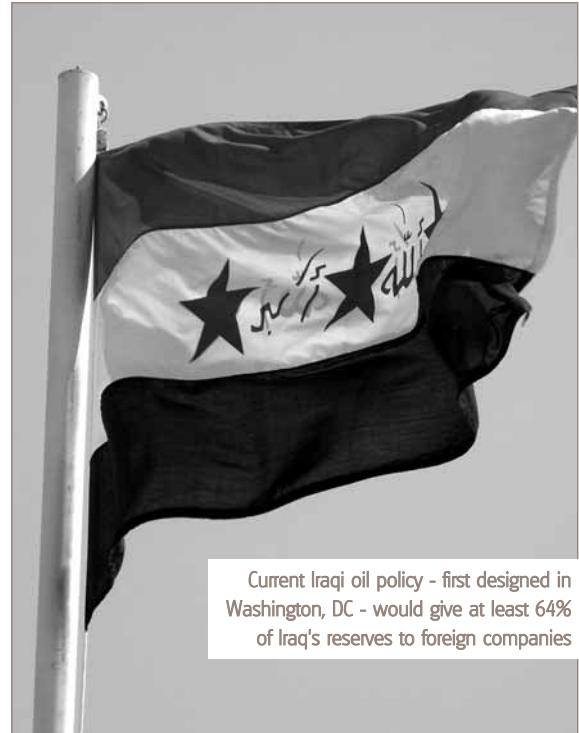 الله أكبر
Current Iraqi oil policy - first designed in
Washington, DC - would give at least 64%
of Iraq's reserves to foreign companies